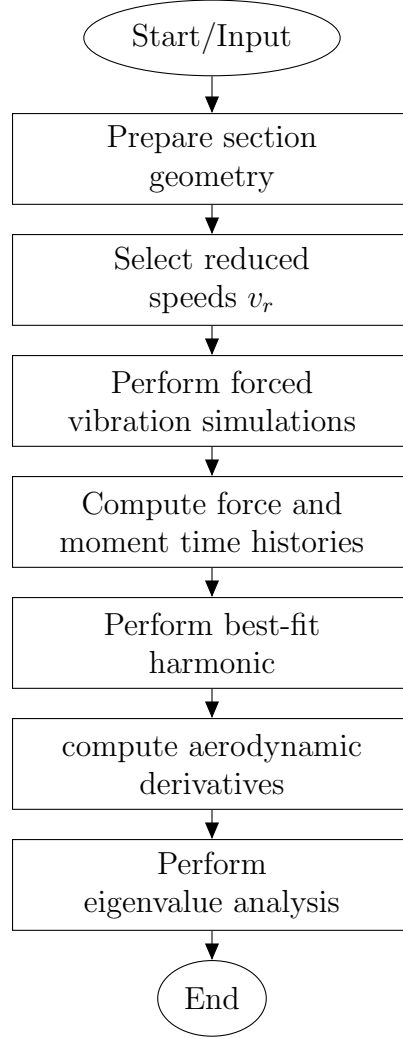 Start/Input
Prepare section
geometry
Select reduced
speeds v_r
Perform forced
vibration simulations
Compute force and
moment time histories
Perform best-fit
harmonic
compute aerodynamic
derivatives
Perform
eigenvalue analysis
End